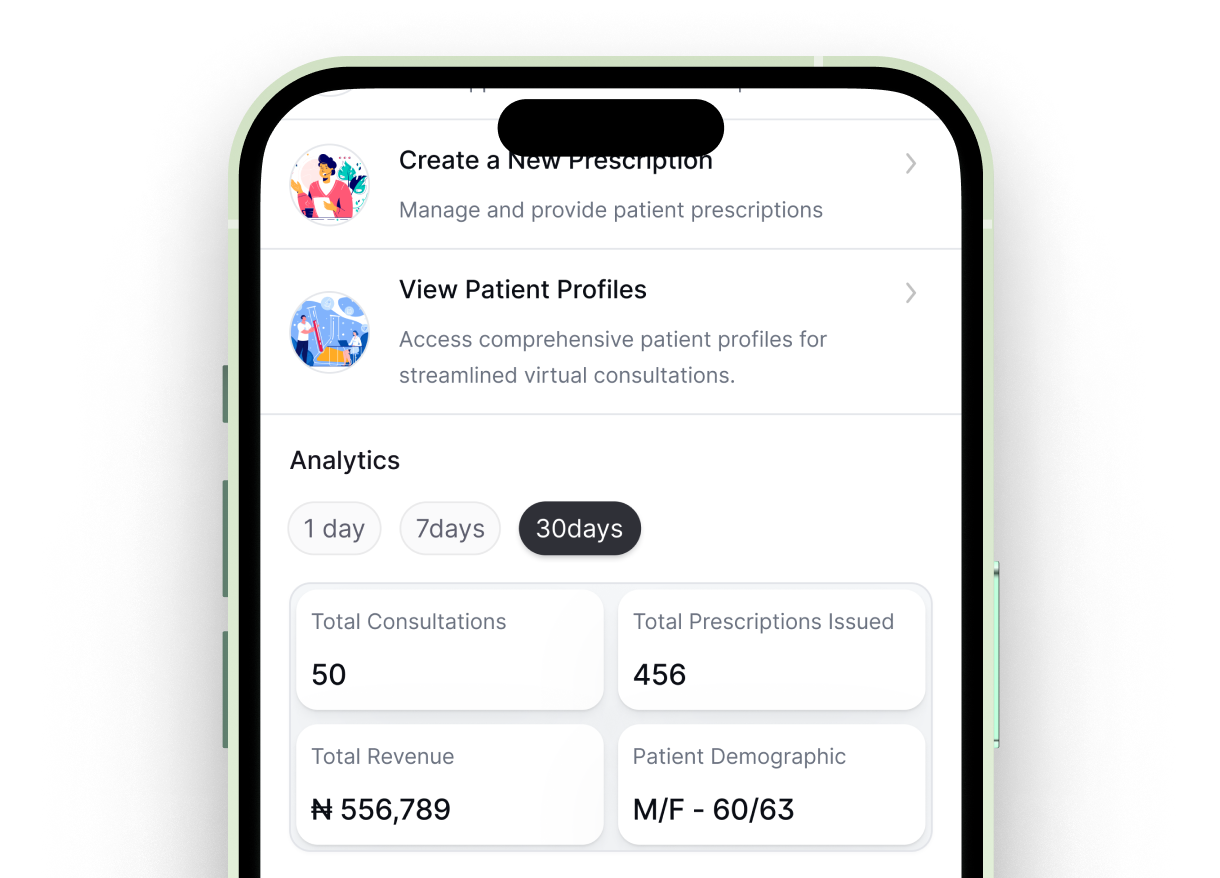 Create a New Prescription
Manage and provide patient prescriptions
View Patient Profiles
Access comprehensive patient profiles for
streamlined virtual consultations.
Analytics
1 day 7days 30days
Total Consultations Total Prescriptions Issued
50 456
Total Revenue Patient Demographic
₦ 556,789 M/F - 60/63